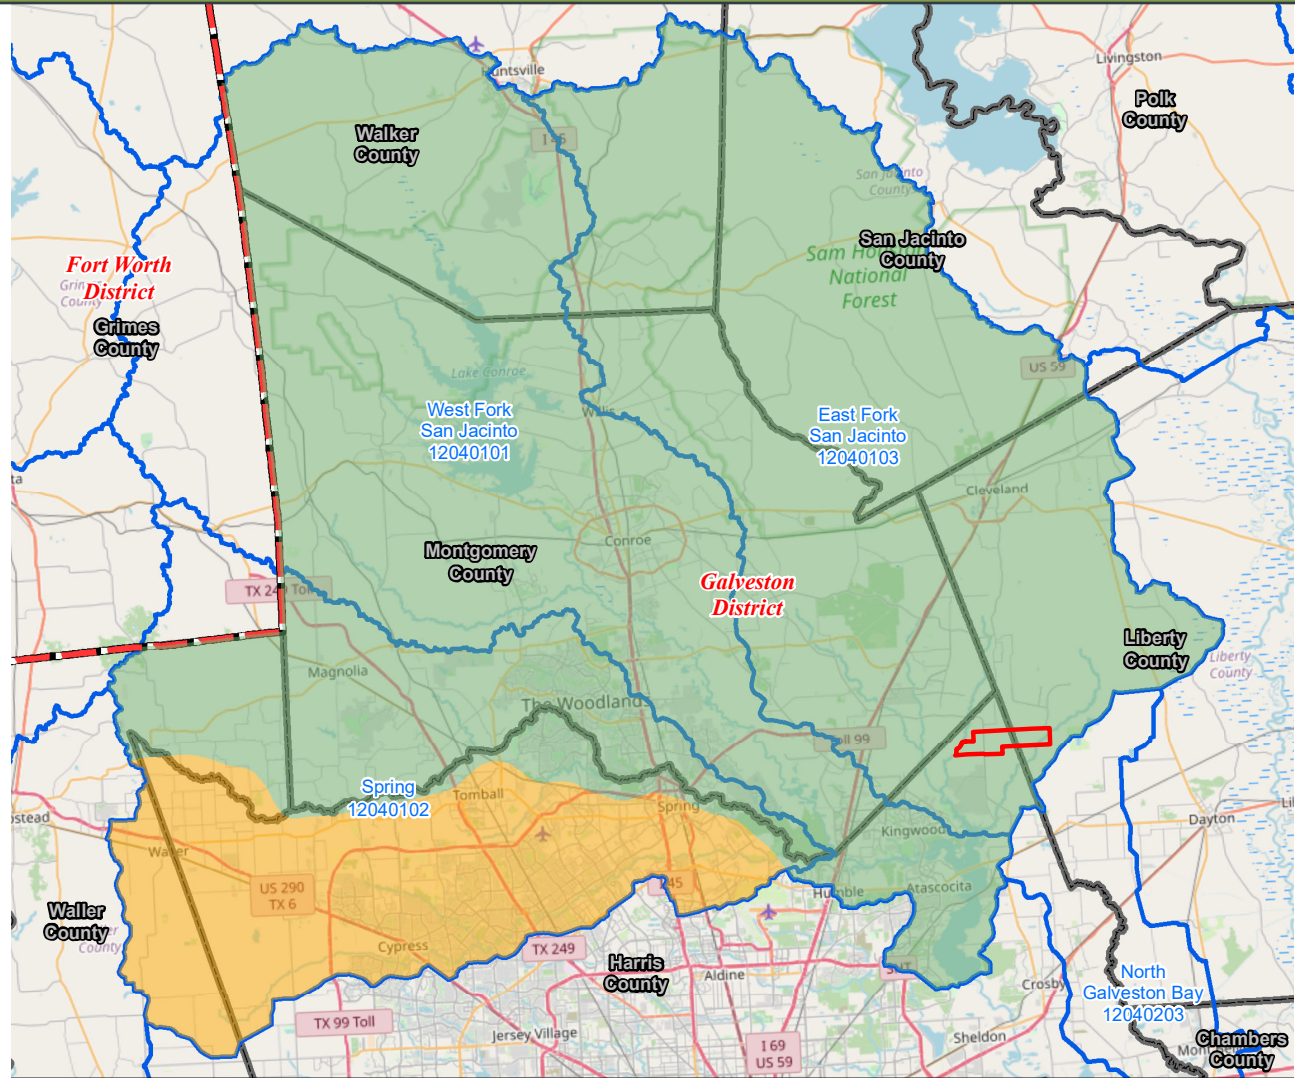 Livingston
Huntsville
Polk
County
Walker
County
I 45
San Jacinto
County
San Jacinto
County
Sam Houston
National
Forest
Fort Worth
District
Grimes
County
US 59
Lake Conroe
West Fork
San Jacinto
12040101
Willis
East Fork
San Jacinto
12040103
Cleveland
Conroe
Montgomery
County
Galveston
District
TX 249 Toll
Liberty
County
Liberty
County
Magnolia
The Woodlands
Toll 99
Spring
12040102
Tomball
Spring
Dayton
Kingwood
Waller
US 290
TX 6
I 45
Humble
Atascocita
Waller
County
Cypress
TX 249
Harris
County
Aldine
SHT
Crosby
North
Galveston Bay
12040203
TX 99 Toll
Jersey Village
I 69
US 59
Sheldon
Chambers
County